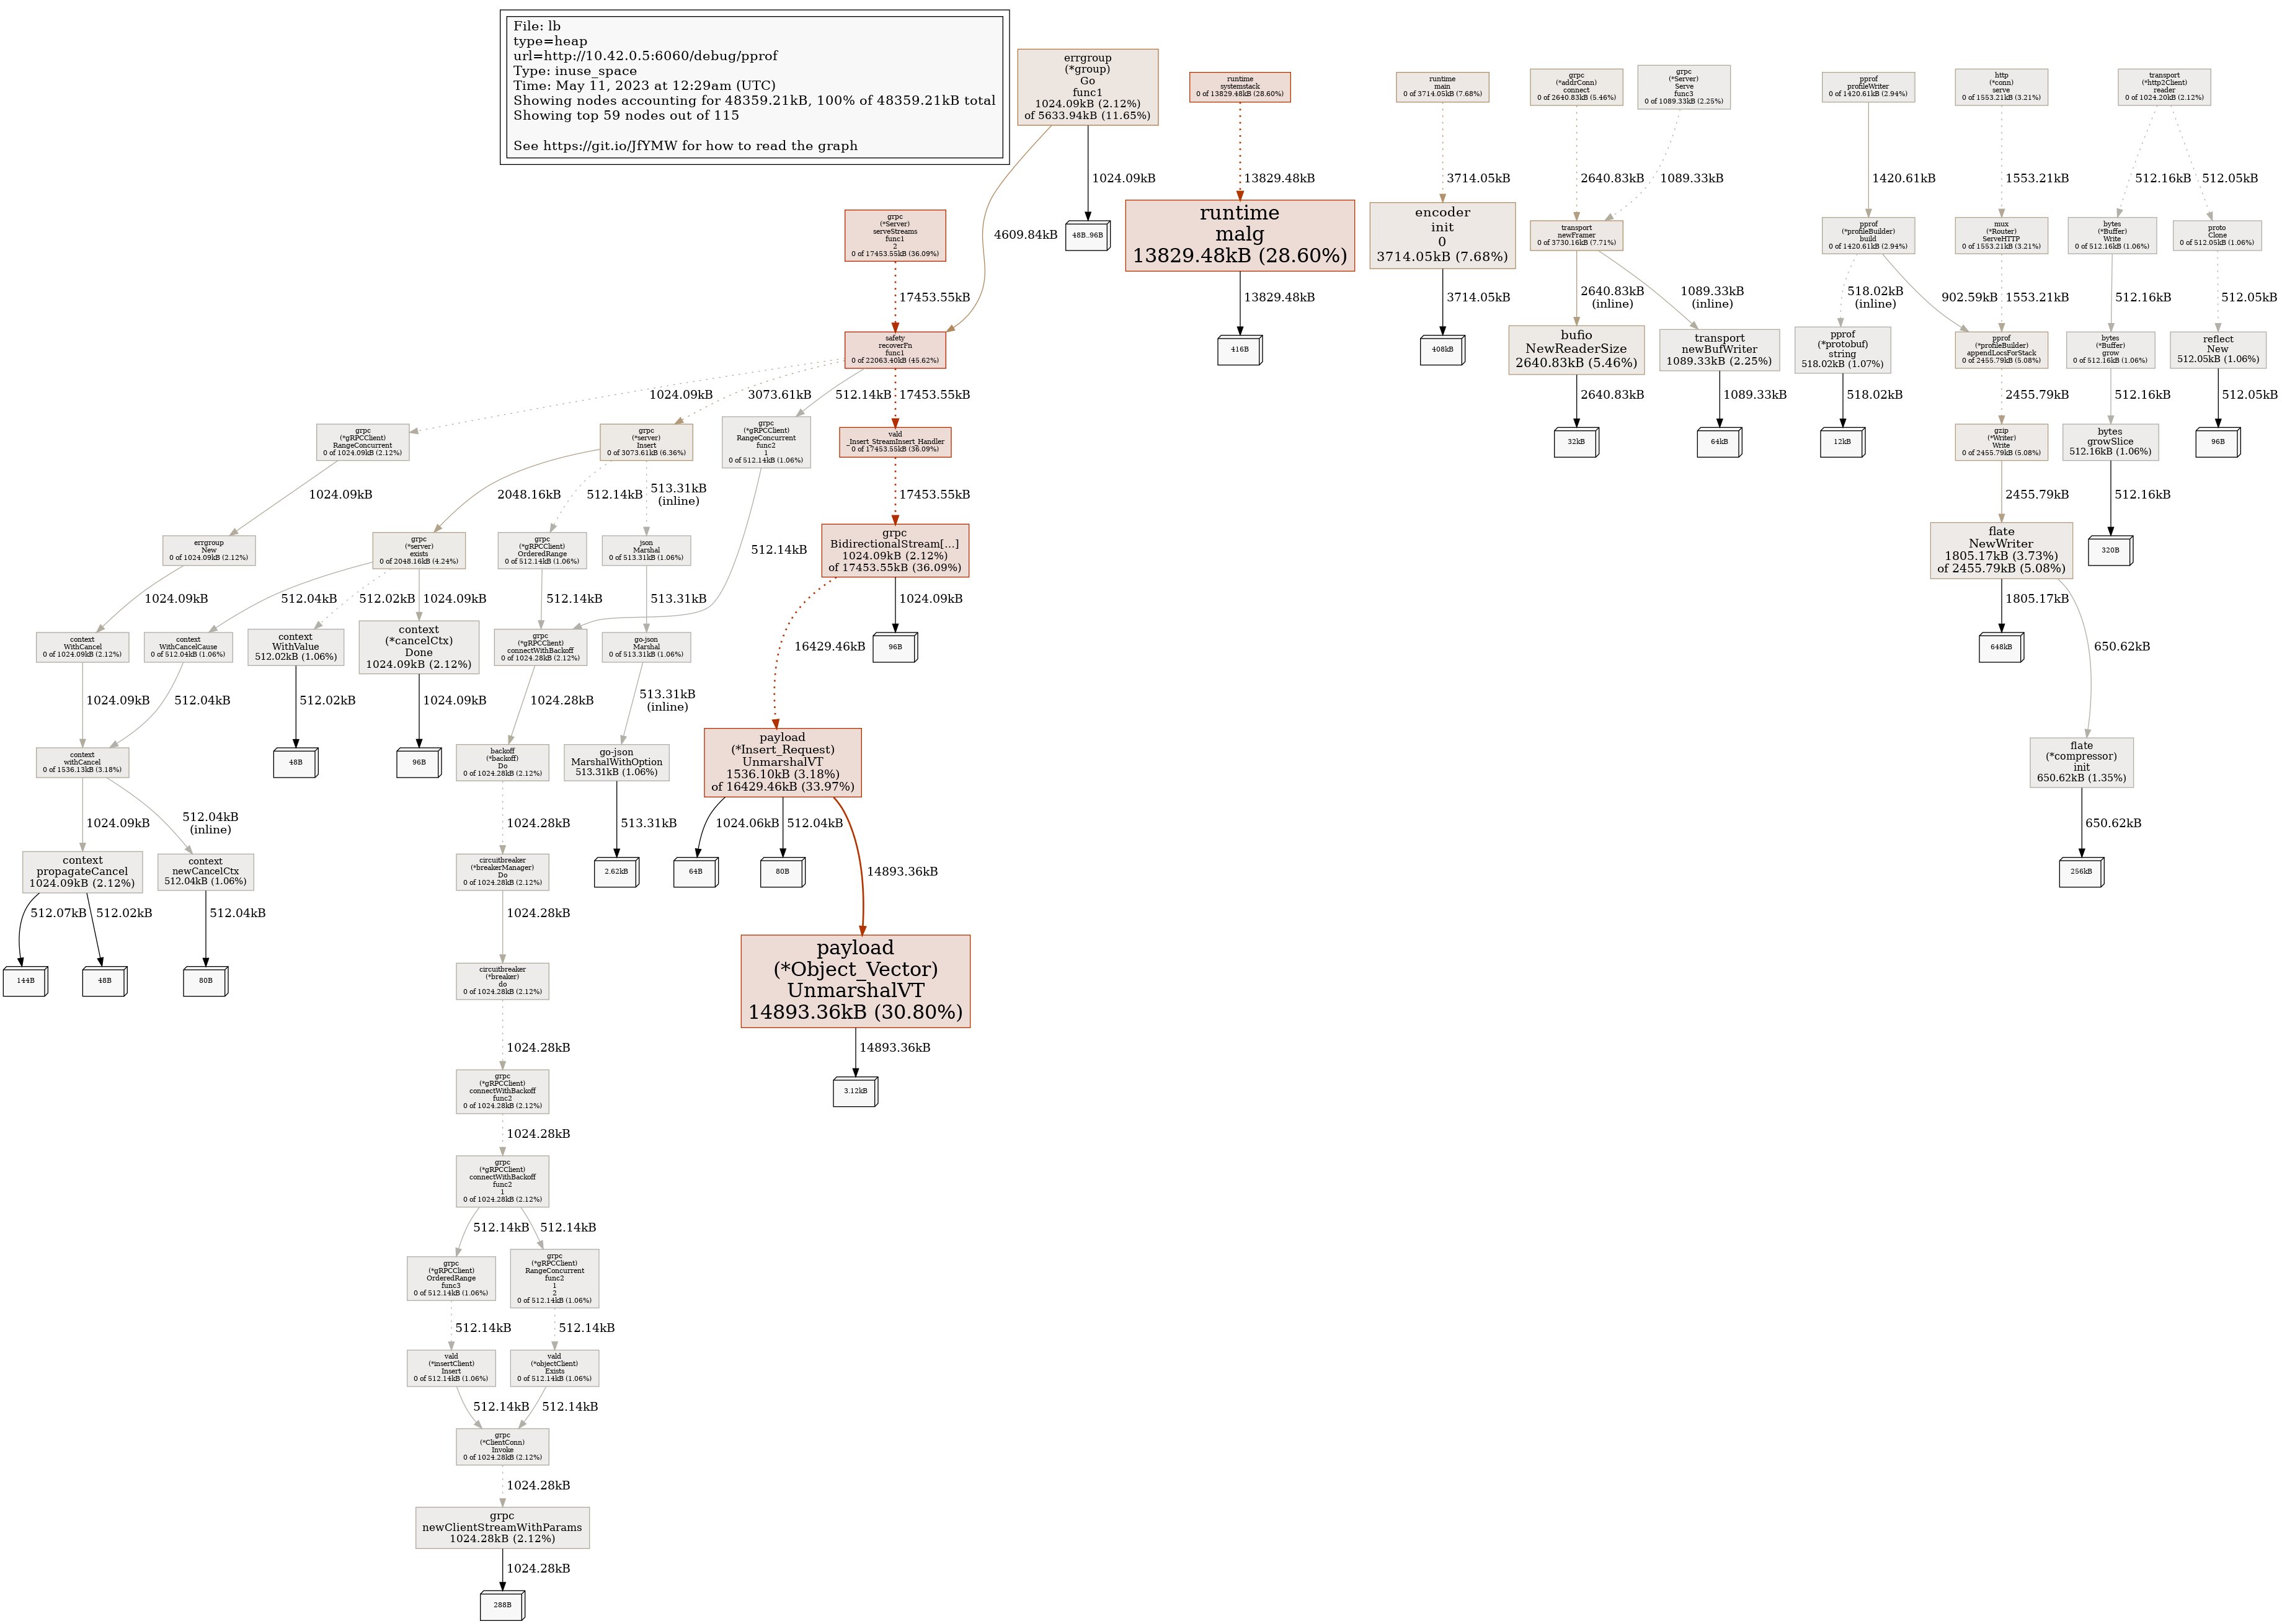 File: lb
type=heap
url=http://10.42.0.5:6060/debug/pprof
Type: inuse_space
Time: May 11, 2023 at 12:29am (UTC)
Showing nodes accounting for 48359.21kB, 100% of 48359.21kB total
Showing top 59 nodes out of 115
See https://git.io/JfYMW for how to read the graph
errgroup
(*group)
Go
func1
1024.09kB (2.12%)
of 5633.94kB (11.65%)
runtime
systemstack
0 of 13829.48kB (28.60%)
runtime
main
0 of 3714.05kB (7.68%)
grpc
(*addrConn)
connect
0 of 2640.83kB (5.46%)
grpc
(*Server)
Serve
func3
0 of 1089.33kB (2.25%)
pprof
profileWriter
0 of 1420.61kB (2.94%)
http
(*conn)
serve
0 of 1553.21kB (3.21%)
transport
(*http2Client)
reader
0 of 1024.20kB (2.12%)
4609.84kB
1024.09kB
13829.48kB
3714.05kB
2640.83kB
1089.33kB
1420.61kB
1553.21kB
512.16kB
512.05kB
grpc
(*Server)
serveStreams
func1
2
0 of 17453.55kB (36.09%)
48B..96B
runtime
malg
13829.48kB (28.60%)
encoder
init
0
3714.05kB (7.68%)
transport
newFramer
0 of 3730.16kB (7.71%)
pprof
(*profileBuilder)
build
0 of 1420.61kB (2.94%)
mux
(*Router)
ServeHTTP
0 of 1553.21kB (3.21%)
bytes
(*Buffer)
Write
0 of 512.16kB (1.06%)
proto
Clone
0 of 512.05kB (1.06%)
17453.55kB
13829.48kB
3714.05kB
2640.83kB
(inline)
1089.33kB
(inline)
518.02kB
(inline)
902.59kB
1553.21kB
512.16kB
512.05kB
safety
recoverFn
func1
0 of 22063.40kB (45.62%)
416B
408kB
bufio
NewReaderSize
2640.83kB (5.46%)
transport
newBufWriter
1089.33kB (2.25%)
pprof
(*protobuf)
string
518.02kB (1.07%)
pprof
(*profileBuilder)
appendLocsForStack
0 of 2455.79kB (5.08%)
bytes
(*Buffer)
grow
0 of 512.16kB (1.06%)
reflect
New
512.05kB (1.06%)
1024.09kB
3073.61kB
512.14kB
17453.55kB
2640.83kB
1089.33kB
518.02kB
2455.79kB
512.16kB
512.05kB
grpc
(*gRPCClient)
RangeConcurrent
0 of 1024.09kB (2.12%)
grpc
(*server)
Insert
0 of 3073.61kB (6.36%)
grpc
(*gRPCClient)
RangeConcurrent
func2
1
0 of 512.14kB (1.06%)
vald
_Insert_StreamInsert_Handler
0 of 17453.55kB (36.09%)
32kB
64kB
12kB
gzip
(*Writer)
Write
0 of 2455.79kB (5.08%)
bytes
growSlice
512.16kB (1.06%)
96B
1024.09kB
2048.16kB
512.14kB
513.31kB
(inline)
512.14kB
17453.55kB
2455.79kB
512.16kB
errgroup
New
0 of 1024.09kB (2.12%)
grpc
(*server)
exists
0 of 2048.16kB (4.24%)
grpc
(*gRPCClient)
OrderedRange
0 of 512.14kB (1.06%)
json
Marshal
0 of 513.31kB (1.06%)
grpc
BidirectionalStream[...]
1024.09kB (2.12%)
of 17453.55kB (36.09%)
flate
NewWriter
1805.17kB (3.73%)
of 2455.79kB (5.08%)
320B
1024.09kB
512.04kB
512.02kB
1024.09kB
512.14kB
513.31kB
16429.46kB
1024.09kB
1805.17kB
650.62kB
context
WithCancel
0 of 1024.09kB (2.12%)
context
WithCancelCause
0 of 512.04kB (1.06%)
context
WithValue
512.02kB (1.06%)
context
(*cancelCtx)
Done
1024.09kB (2.12%)
grpc
(*gRPCClient)
connectWithBackoff
0 of 1024.28kB (2.12%)
go-json
Marshal
0 of 513.31kB (1.06%)
96B
648kB
1024.09kB
512.04kB
512.02kB
1024.09kB
1024.28kB
513.31kB
(inline)
context
withCancel
0 of 1536.13kB (3.18%)
48B
96B
backoff
(*backoff)
Do
0 of 1024.28kB (2.12%)
go-json
MarshalWithOption
513.31kB (1.06%)
payload
(*Insert_Request)
UnmarshalVT
1536.10kB (3.18%)
of 16429.46kB (33.97%)
flate
(*compressor)
init
650.62kB (1.35%)
1024.09kB
512.04kB
(inline)
1024.28kB
513.31kB
1024.06kB
512.04kB
14893.36kB
650.62kB
context
propagateCancel
1024.09kB (2.12%)
context
newCancelCtx
512.04kB (1.06%)
circuitbreaker
(*breakerManager)
Do
0 of 1024.28kB (2.12%)
2.62kB
64B
80B
256kB
512.07kB
512.02kB
512.04kB
1024.28kB
144B
48B
80B
circuitbreaker
(*breaker)
do
0 of 1024.28kB (2.12%)
payload
(*Object_Vector)
UnmarshalVT
14893.36kB (30.80%)
1024.28kB
14893.36kB
grpc
(*gRPCClient)
connectWithBackoff
func2
0 of 1024.28kB (2.12%)
3.12kB
1024.28kB
grpc
(*gRPCClient)
connectWithBackoff
func2
1
0 of 1024.28kB (2.12%)
512.14kB
512.14kB
grpc
(*gRPCClient)
OrderedRange
func3
0 of 512.14kB (1.06%)
grpc
(*gRPCClient)
RangeConcurrent
func2
1
2
0 of 512.14kB (1.06%)
512.14kB
512.14kB
vald
(*insertClient)
Insert
0 of 512.14kB (1.06%)
vald
(*objectClient)
Exists
0 of 512.14kB (1.06%)
512.14kB
512.14kB
grpc
(*ClientConn)
Invoke
0 of 1024.28kB (2.12%)
1024.28kB
grpc
newClientStreamWithParams
1024.28kB (2.12%)
1024.28kB
288B